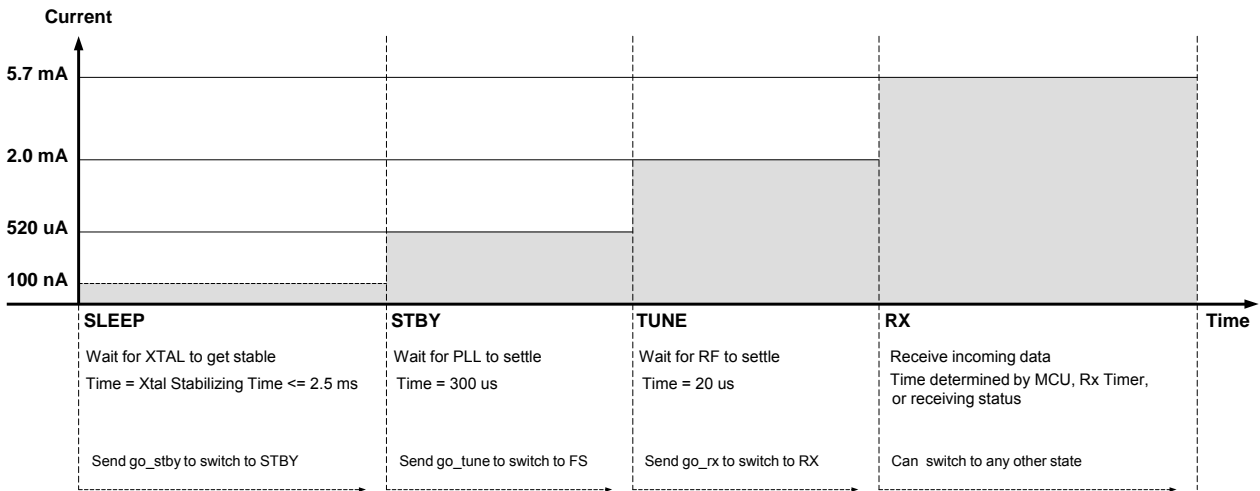 Current
5.7 mA
2.0 mA
520 uA
100 nA
SLEEP
STBY
TUNE
RX
Time
Wait for XTAL to get stable
Time = Xtal Stabilizing Time <= 2.5 ms
Send go_stby to switch to STBY
Wait for PLL to settle
Time = 300 us
Send go_tune to switch to FS
Wait for RF to settle
Time = 20 us
Send go_rx to switch to RX
Receive incoming data
Time determined by MCU, Rx Timer,
or receiving status
Can switch to any other state